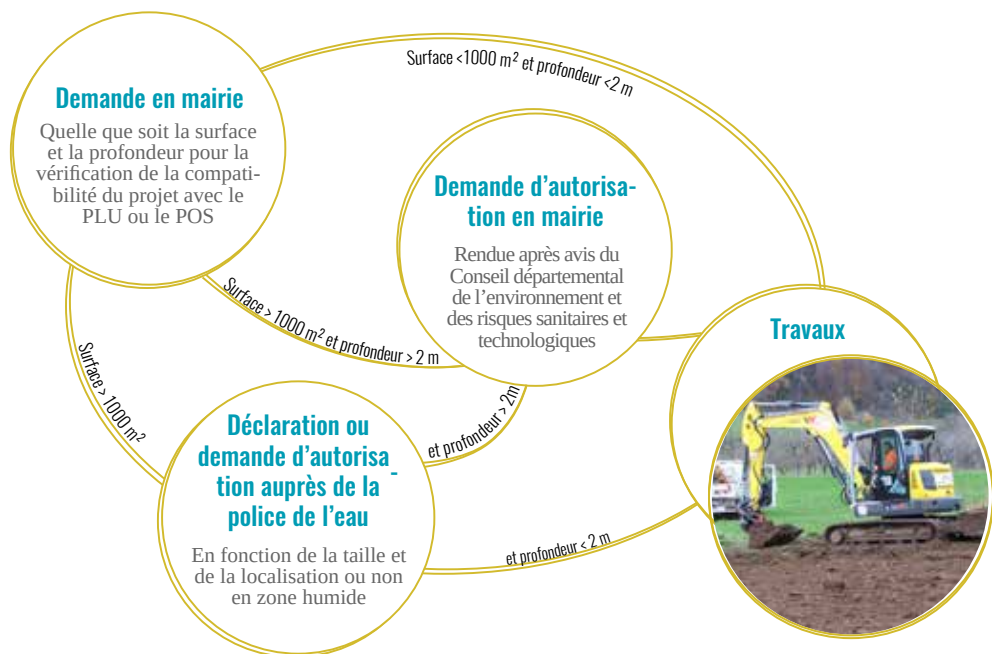 Surface <1000 m² et profondeur <2 m
Demande en mairie
Quelle que soit la surface
et la profondeur pour la
vérification de la compati-
bilité du projet avec le
PLU ou le POS
Demande d'autorisa-
tion en mairie
Rendue après avis du
Conseil départemental
de l'environnement et
des risques sanitaires et
technologiques
Surface > 1000 m² et profondeur > 2 m
Travaux
Surface > 1000 m²
et profondeur > 2m
Déclaration ou
demande d'autorisa-
tion auprès de la
police de l'eau
En fonction de la taille et
de la localisation ou non
en zone humide
et profondeur < 2 m